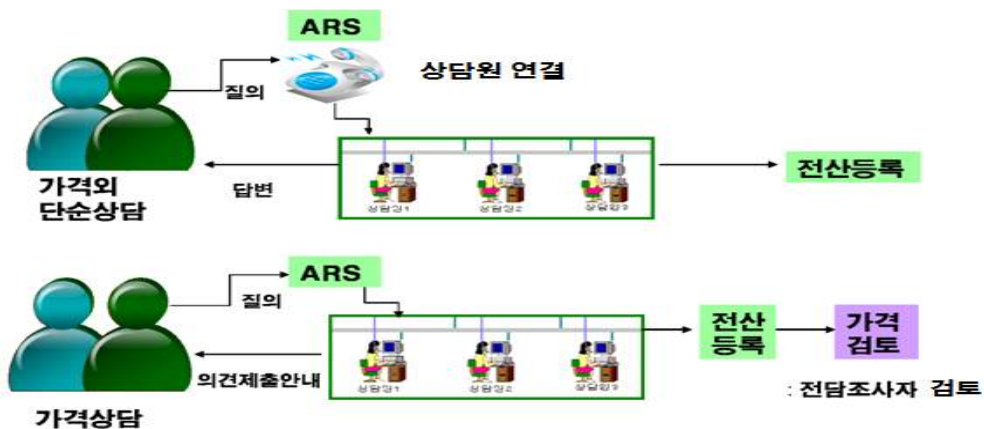 ARS
상담원 연결
질의
가격외
단순상담
답변
전산등록
ARS
질의
전산
등록
가격
검토
의견제출안내
: 전담조사자 검토
가격상담